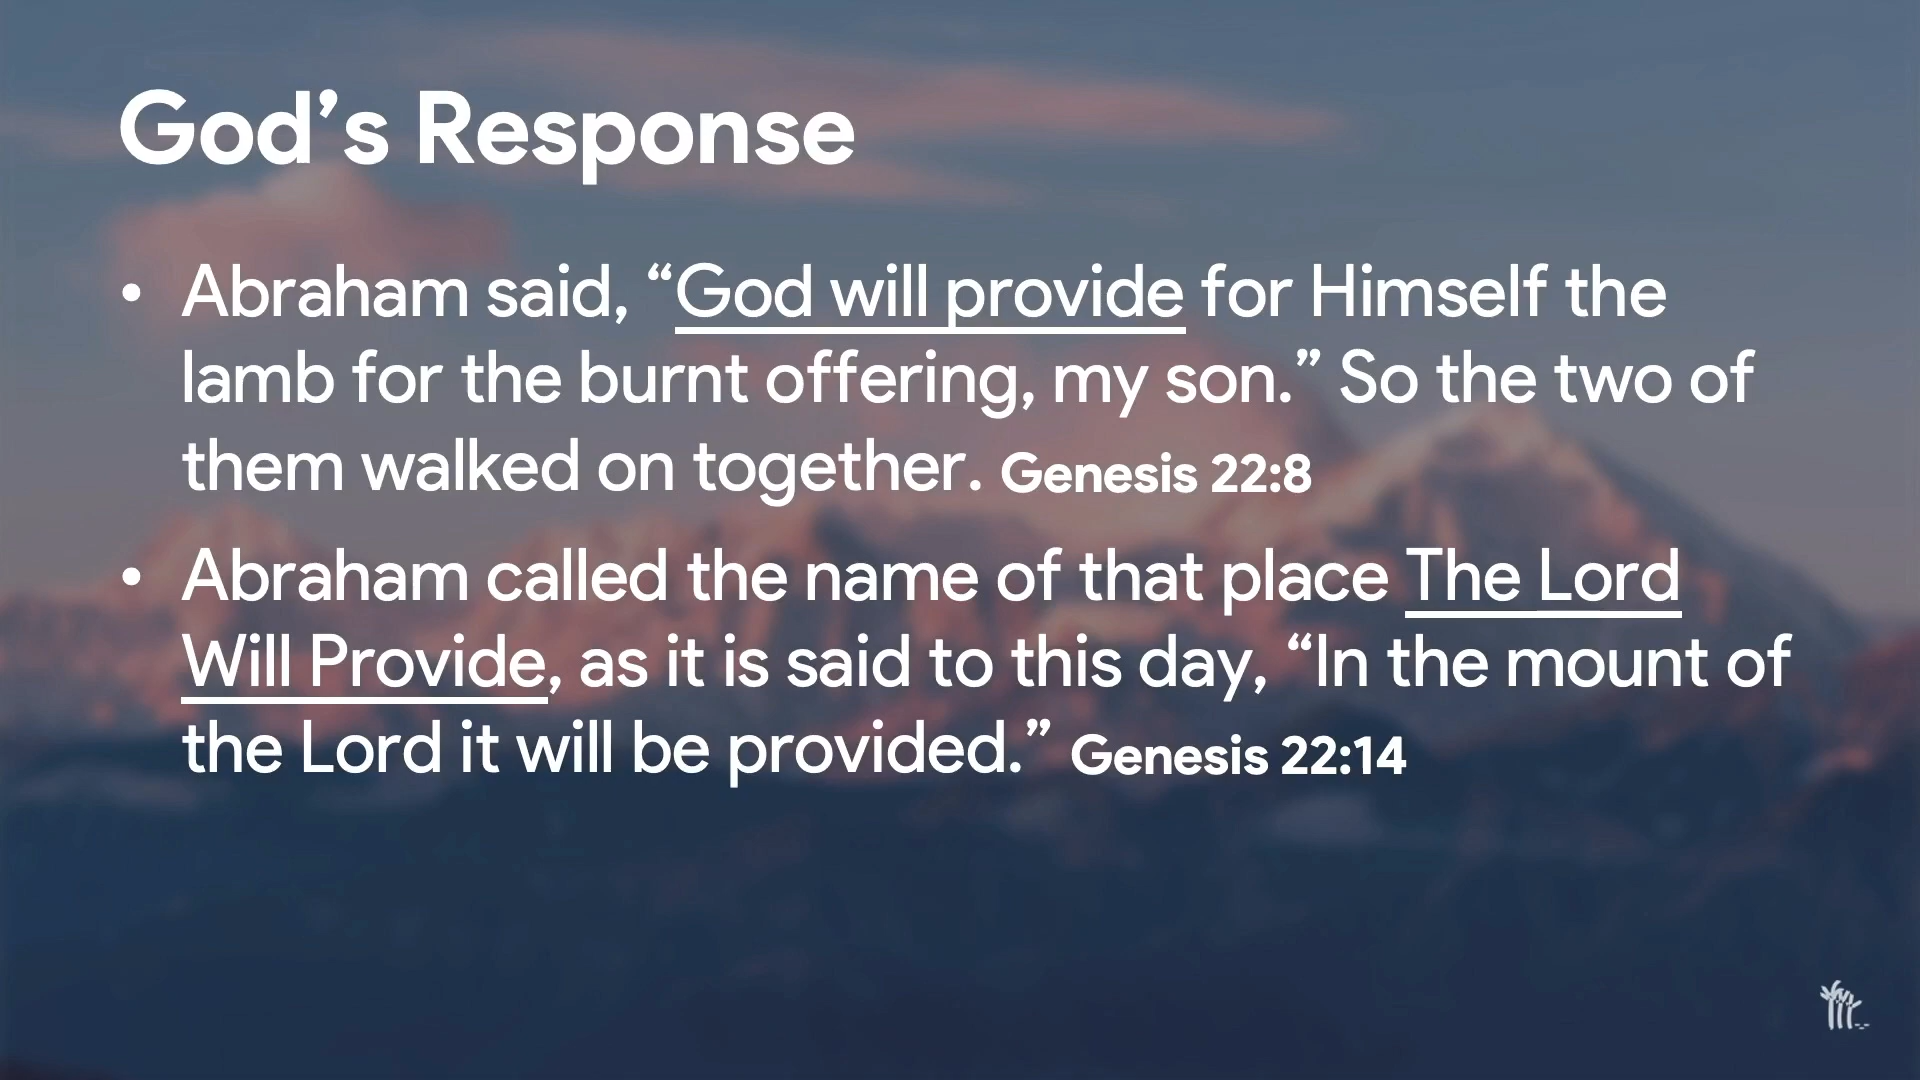 God’s Response
• Abraham said, “God will provide for Himself the
lamb for the burnt offering, my son.” So the two of
them walked on together. Genesis 22:8
• Abraham called the name of that place The Lord
Will Provide, as it is said to this day, “In the mount of
the Lord it will be provided.” Genesis 22:14